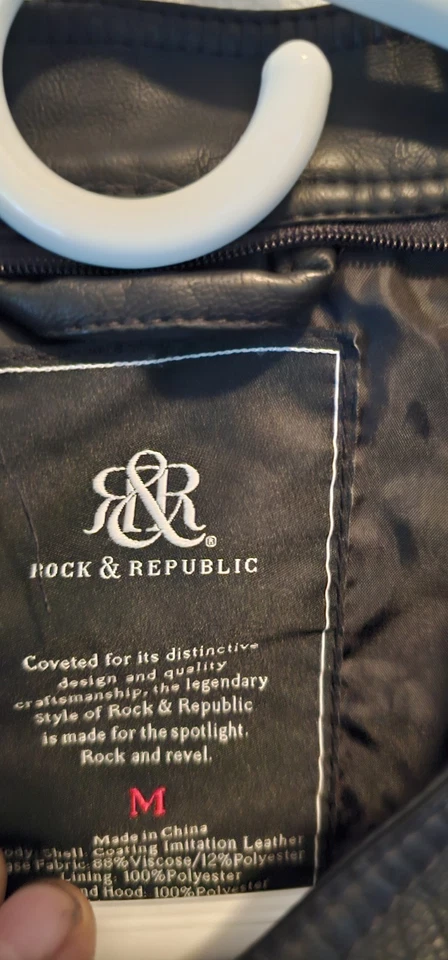 R&R®
ROCK & REPUBLIC
Coveted for its distinctive
design and quality
craftsmanship, the legendary
style of Rock & Republic
is made for the spotlight.
Rock and revel.
M
Made in China
Shell: Coating Imitation Leather
Fabric: 88%Viscose/12%Polyester
Lining: 100%Polyester
Hood: 100%Polyester